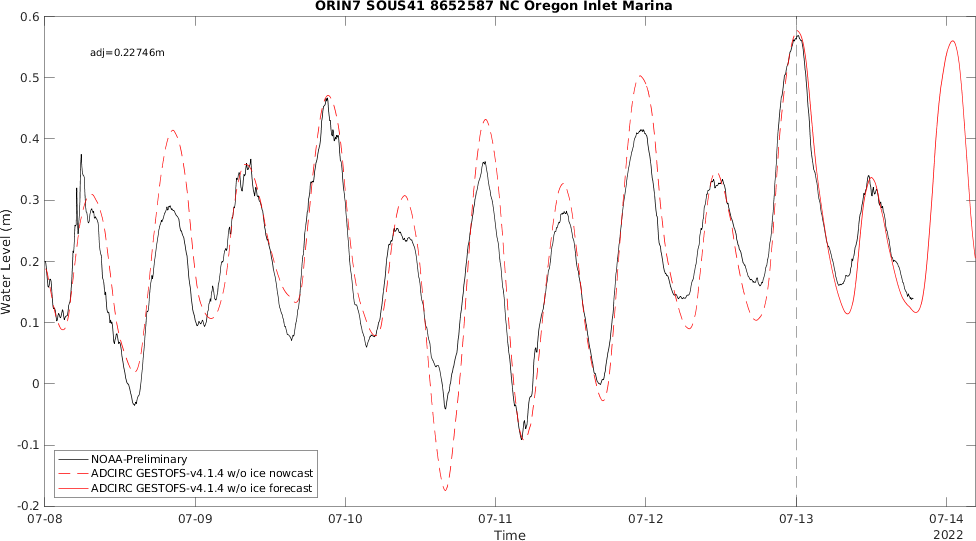 ORIN7 SOUS41 8652587 NC Oregon Inlet Marina
adj=0.22746m
0.6
0.5
0.4
0.3
0.2
0.1
0
-0.1
-0.2
Water Level (m)
NOAA-Preliminary
ADCIRC GESTOFS-v4.1.4 w/o ice nowcast
ADCIRC GESTOFS-v4.1.4 w/o ice forecast
07-08 07-09 07-10 07-11 07-12 07-13 07-14
Time 2022